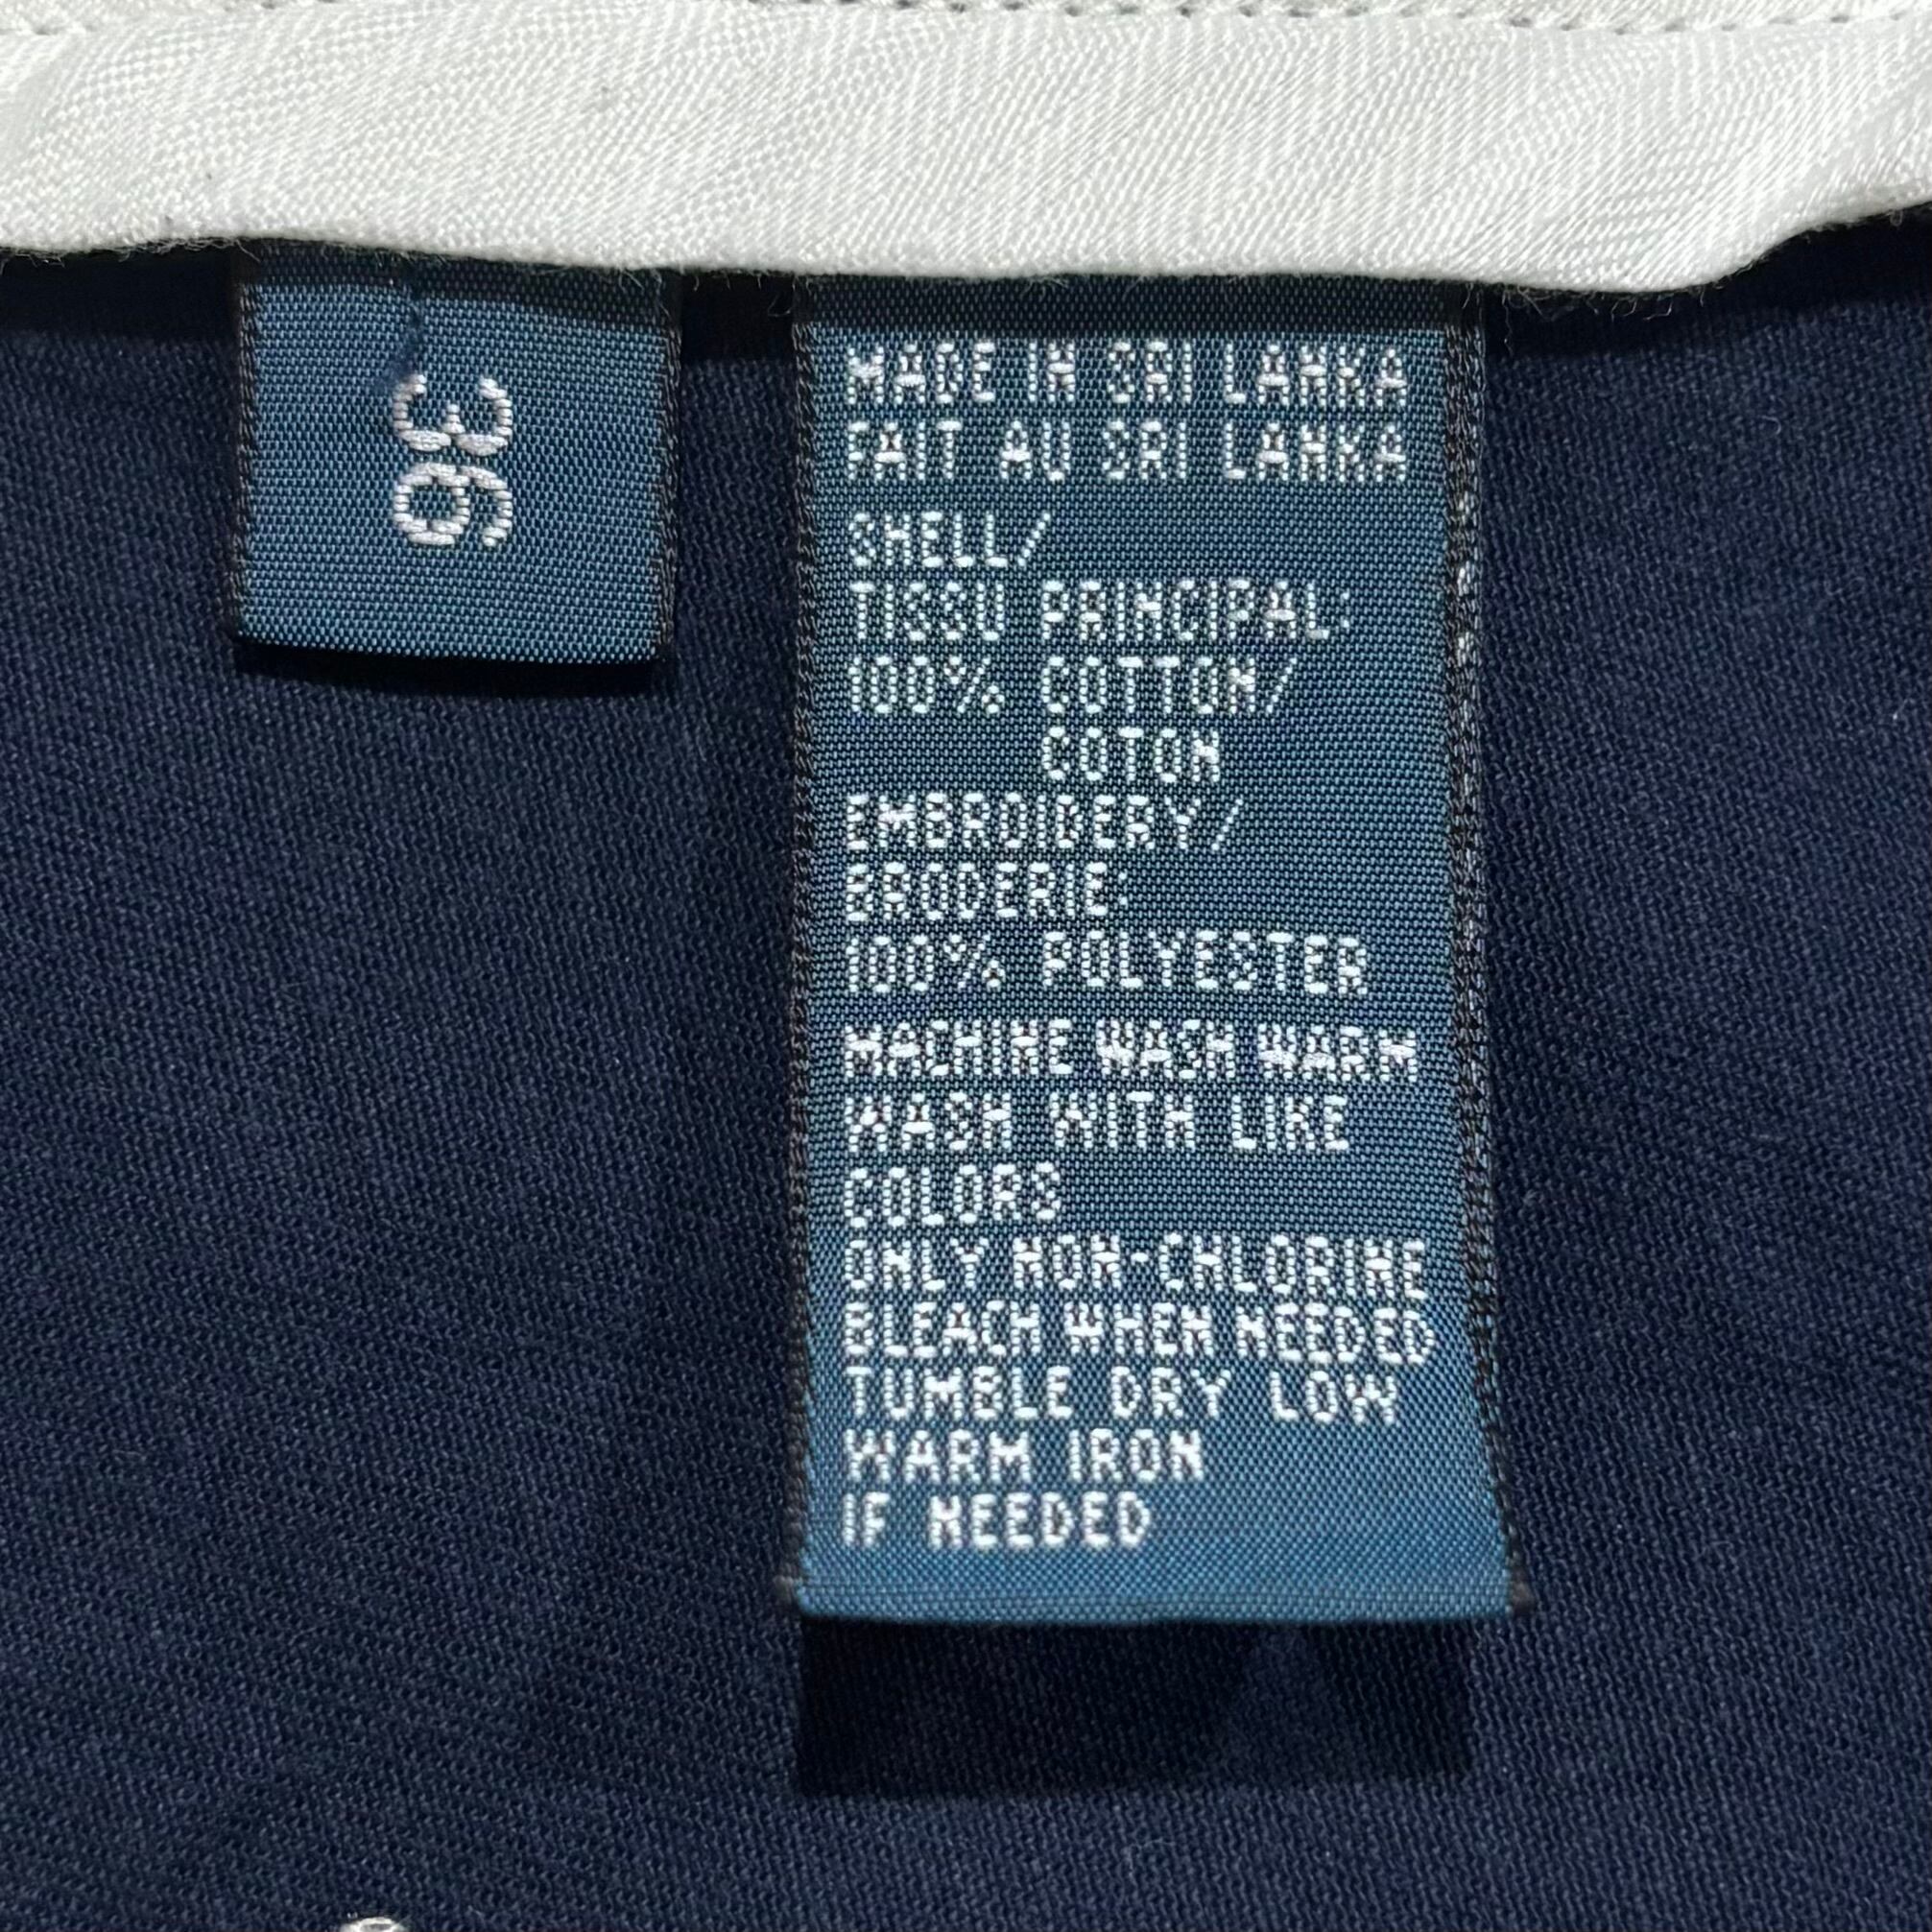 36
MADE IN SRI LANKA
FAIT AU SRI LANKA
SHELL/
TISSU PRINCIPAL:
100% COTTON/
COTON
EMBROIDERY/
BRODERIE:
100% POLYESTER
MACHINE WASH WARM
WASH WITH LIKE
COLORS
ONLY NON-CHLORINE
BLEACH WHEN NEEDED
TUMBLE DRY LOW
WARM IRON
IF NEEDED